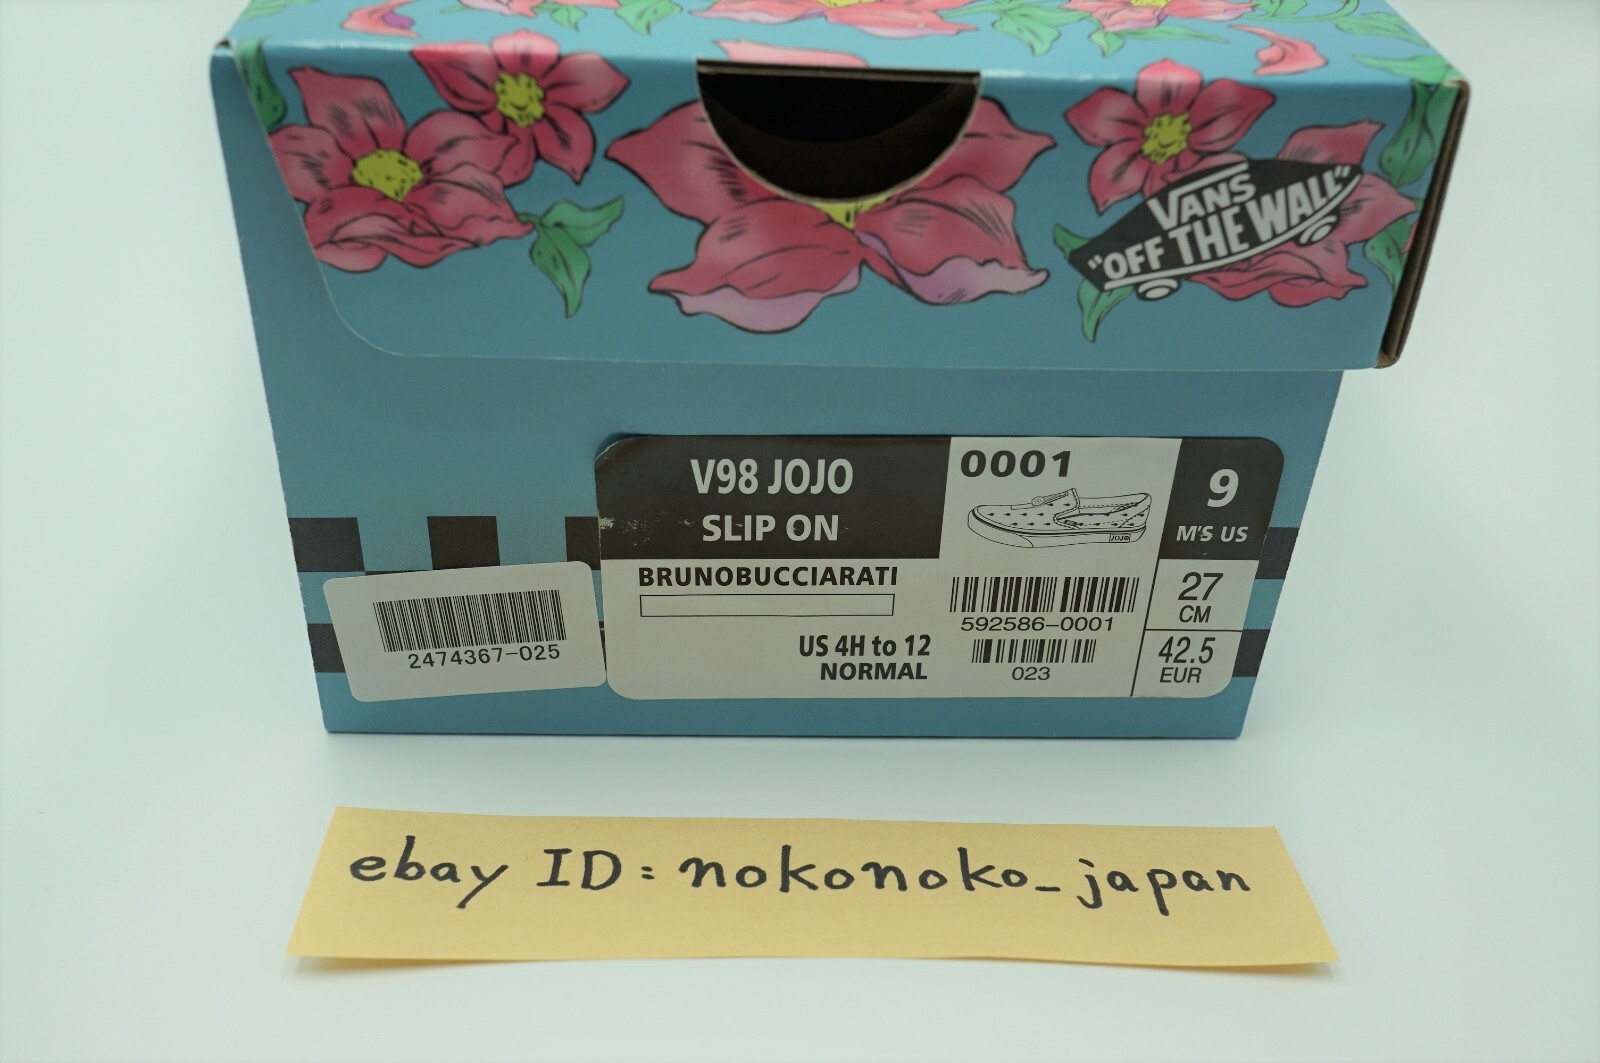 VANS
"OFF THE WALL"
V98 JOJO
SLIP ON
0001
JOJO
9
M'S US
BRUNOBUCCIARATI
27
CM
592586-0001
US 4H to 12
NORMAL
023
42.5
EUR
2474367-025
ebay ID: nokonoko_japan